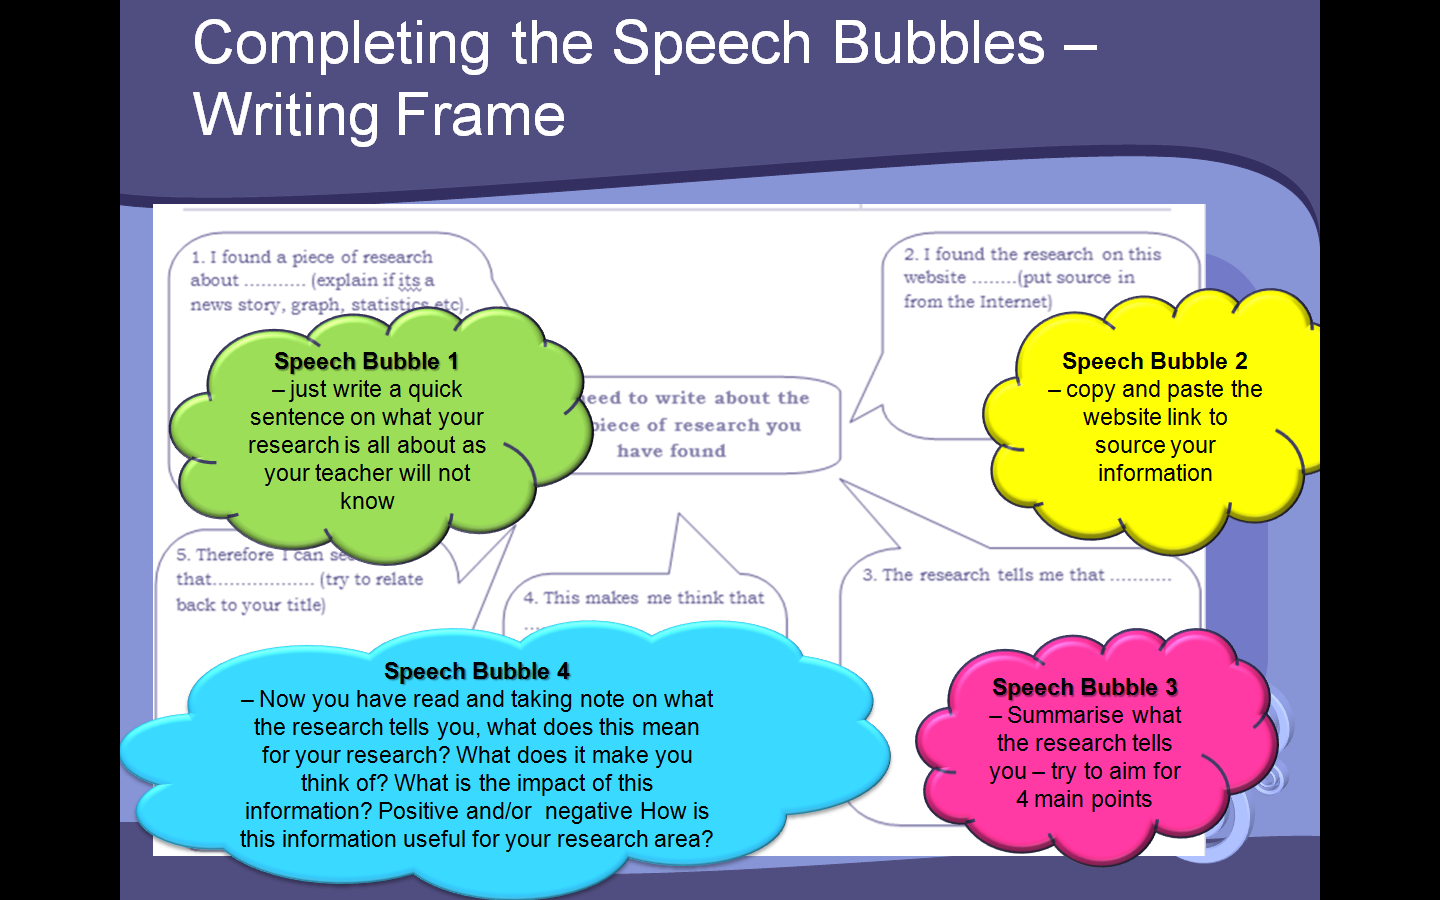 Completing the Speech Bubbles –
Writing Frame
1. I found a piece of research
about ........... (explain if its a
news story, graph, statistics etc).
Speech Bubble 1
– just write a quick
sentence on what your
research is all about as
your teacher will not
know
2. I found the research on this
website ........(put source in
from the Internet)
Speech Bubble 2
– copy and paste the
website link to
source your
information
to write about the
piece of research you
have found
5. Therefore I can
that.................. (try to relate
back to your title)
4. This makes me think that
3. The research tells me that ...........
Speech Bubble 4
– Now you have read and taking note on what
the research tells you, what does this mean
for your research? What does it make you
think of? What is the impact of this
information? Positive and/or negative How is
this information useful for your research area?
Speech Bubble 3
– Summarise what
the research tells
you – try to aim for
4 main points